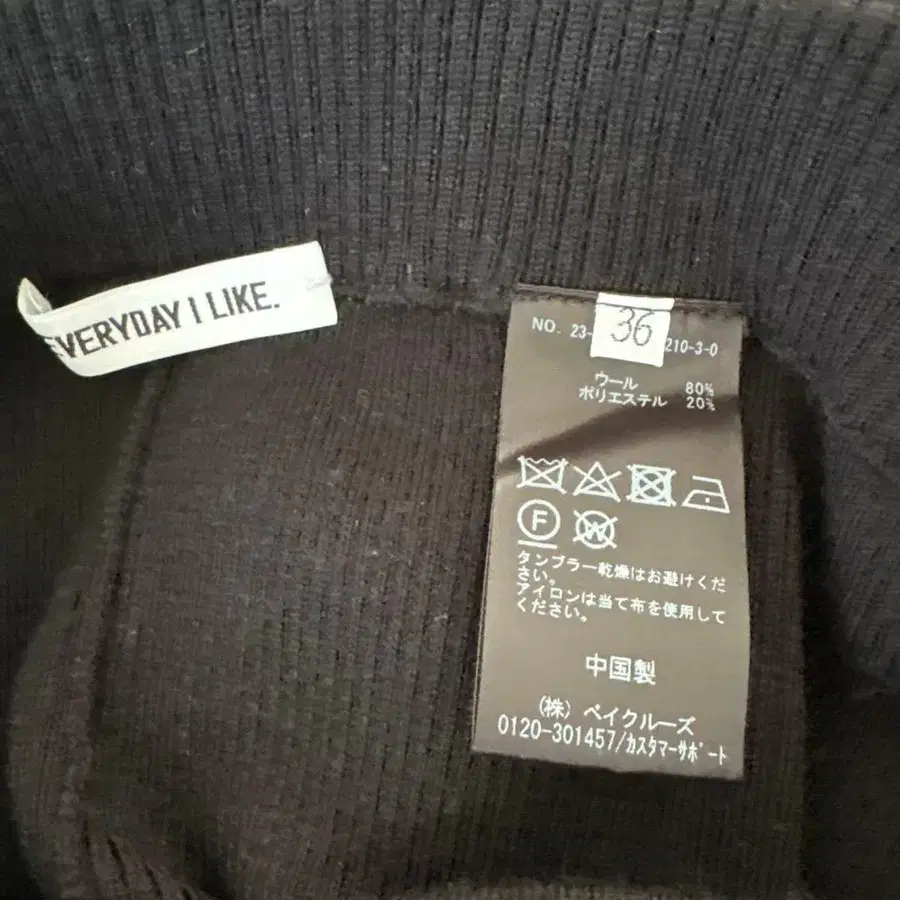 EVERYDAY I LIKE.
36
NO. 23- 210-3-0
ウール 80%
ポリエステル 20%
F
W
タンブラー乾燥はお避けくだ
さい。
アイロンは当て布を使用して
ください。
中国製
(株) ベイクルーズ
0120-301457/カスタマーサポート